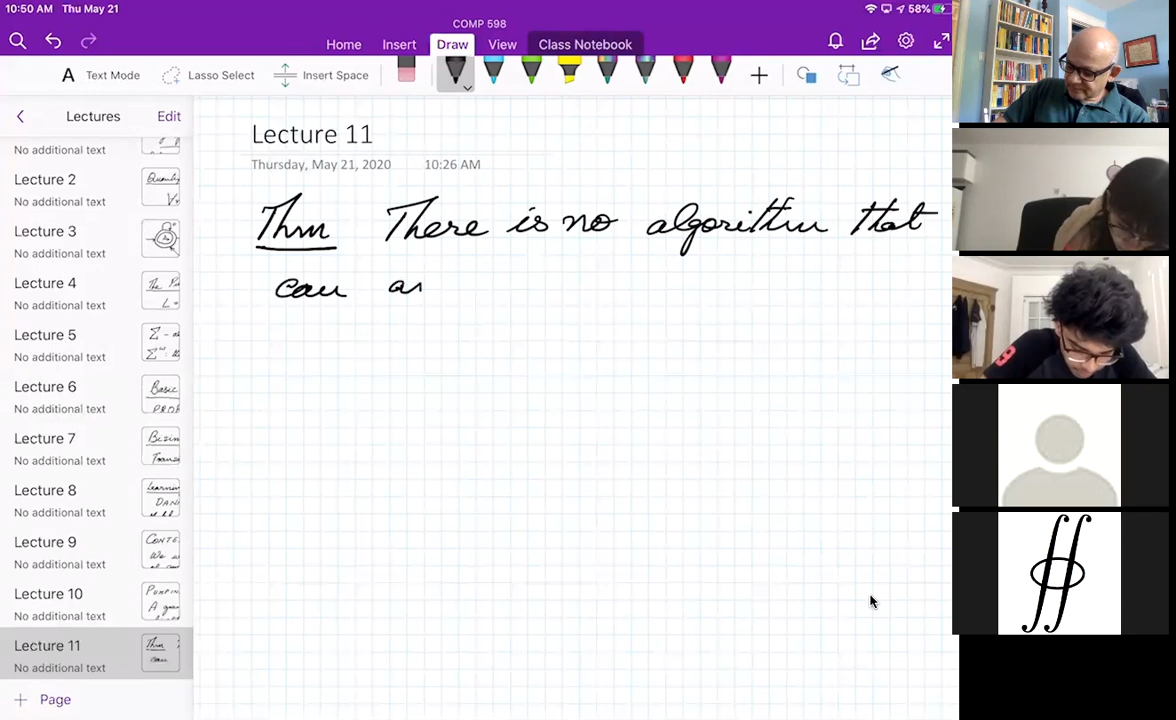 10:50 AM Thu May 21
58%
COMP 598
Home Insert Draw View Class Notebook
A Text Mode Lasso Select Insert Space
Lectures Edit
No additional text
Lecture 2
No additional text
Lecture 3
No additional text
Lecture 4
No additional text
Lecture 5
No additional text
Lecture 6
No additional text
Lecture 7
No additional text
Lecture 8
No additional text
Lecture 9
No additional text
Lecture 10
No additional text
Lecture 11
No additional text
+ Page
Lecture 11
Thursday, May 21, 2020 10:26 AM
Thm There is no algorithm that
can an
9